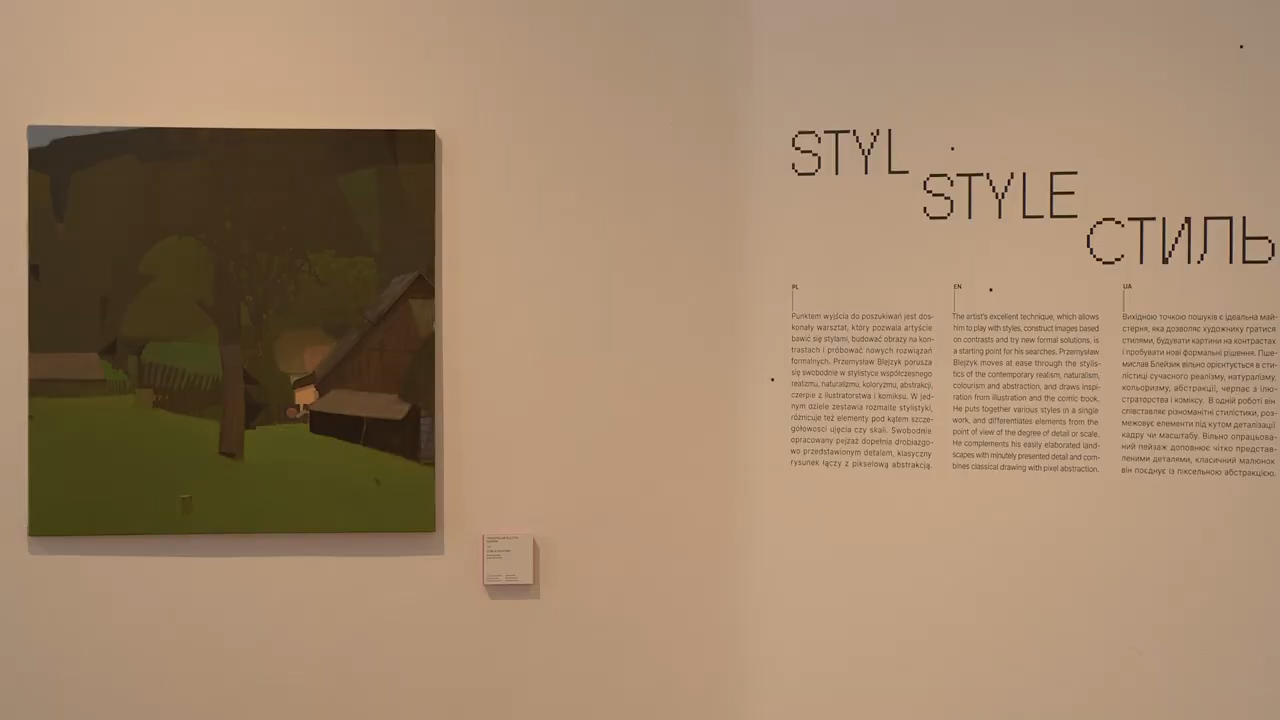 STYL
STYLE
СТИЛЬ
PL
Punktem wyjścia do poszukiwań jest dos-
konały warsztat, który pozwala artyście
bawić się stylami, budować obrazy na kon-
trastach i próbować nowych rozwiązań
formalnych. Przemysław Blejzyk porusza
się swobodnie w stylistyce współczesnego
realizmu, naturalizmu, koloryzmu, abstrakcji,
czerpie z ilustratorstwa i komiksu. W jed-
nym dziele zestawia rozmaite stylistyki,
różnicuje też elementy pod kątem szcze-
gółowości ujęcia czy skali. Swobodnie
opracowany pejzaż dopełnia drobiazgo-
wo przedstawionym detalem, klasyczny
rysunek łączy z pikselową abstrakcją.
EN
The artist's excellent technique, which allows
him to play with styles, construct images based
on contrasts and try new formal solutions, is
a starting point for his searches. Przemysław
Blejzyk moves at ease through the stylis-
tics of the contemporary realism, naturalism,
colourism and abstraction, and draws inspi-
ration from illustration and the comic book.
He puts together various styles in a single
work, and differentiates elements from the
point of view of the degree of detail or scale.
He complements his easily elaborated land-
scapes with minutely presented detail and com-
bines classical drawing with pixel abstraction.
UA
Вихідною точкою пошуків є ідеальна май-
стерня, яка дозволяє художнику гратися
стилями, будувати картини на контрастах
і пробувати нові формальні рішення. Пше-
мислав Блейзик вільно орієнтується в сти-
лістиці сучасного реалізму, натуралізму,
кольоризму, абстракції, черпає з ілю-
страторства і коміксу. В одній роботі він
співставляє різноманітні стилістики, роз-
межовує елементи під кутом деталізації
кадру чи масштабу. Вільно опрацьова-
ний пейзаж доповнює чітко представ-
леними деталями, класичний малюнок
він поєднує із піксельною абстракцією.